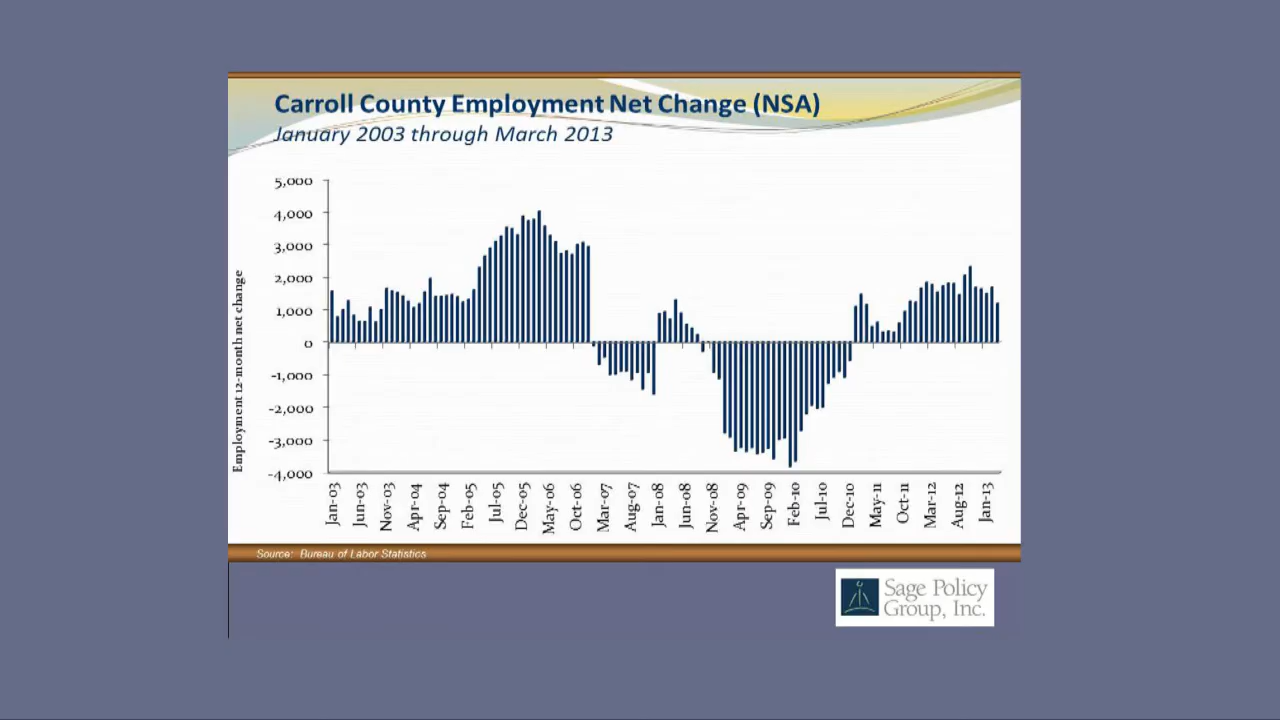 Carroll County Employment Net Change (NSA)
January 2003 through March 2013
Employment 12-month net change
5,000
4,000
3,000
2,000
1,000
0
-1,000
-2,000
-3,000
-4,000
Jan-03
Jun-03
Nov-03
Apr-04
Sep-04
Feb-05
Jul-05
Dec-05
May-06
Oct-06
Mar-07
Aug-07
Jan-08
Jun-08
Nov-08
Apr-09
Sep-09
Feb-10
Jul-10
Dec-10
May-11
Oct-11
Mar-12
Aug-12
Jan-13
Source: Bureau of Labor Statistics
Sage Policy
Group, Inc.